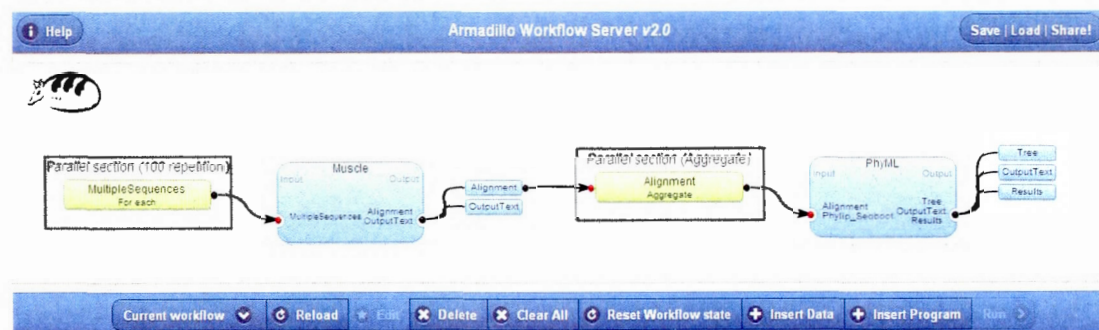 Help
Armadillo Workflow Server v2.0
Save | Load | Share!
Parallel section (100 repetition)
MultipleSequences
For each
Muscle
Input Output
MultipleSequences
Alignment
OutputText
Alignment
OutputText
Parallel section (Aggregate)
Alignment
Aggregate
PhyML
Input Output
Alignment
Phylip_Seqboot
Tree
OutputText
Results
Tree
OutputText
Results
Current workflow Reload Edit Delete Clear All Reset Workflow state Insert Data Insert Program Run